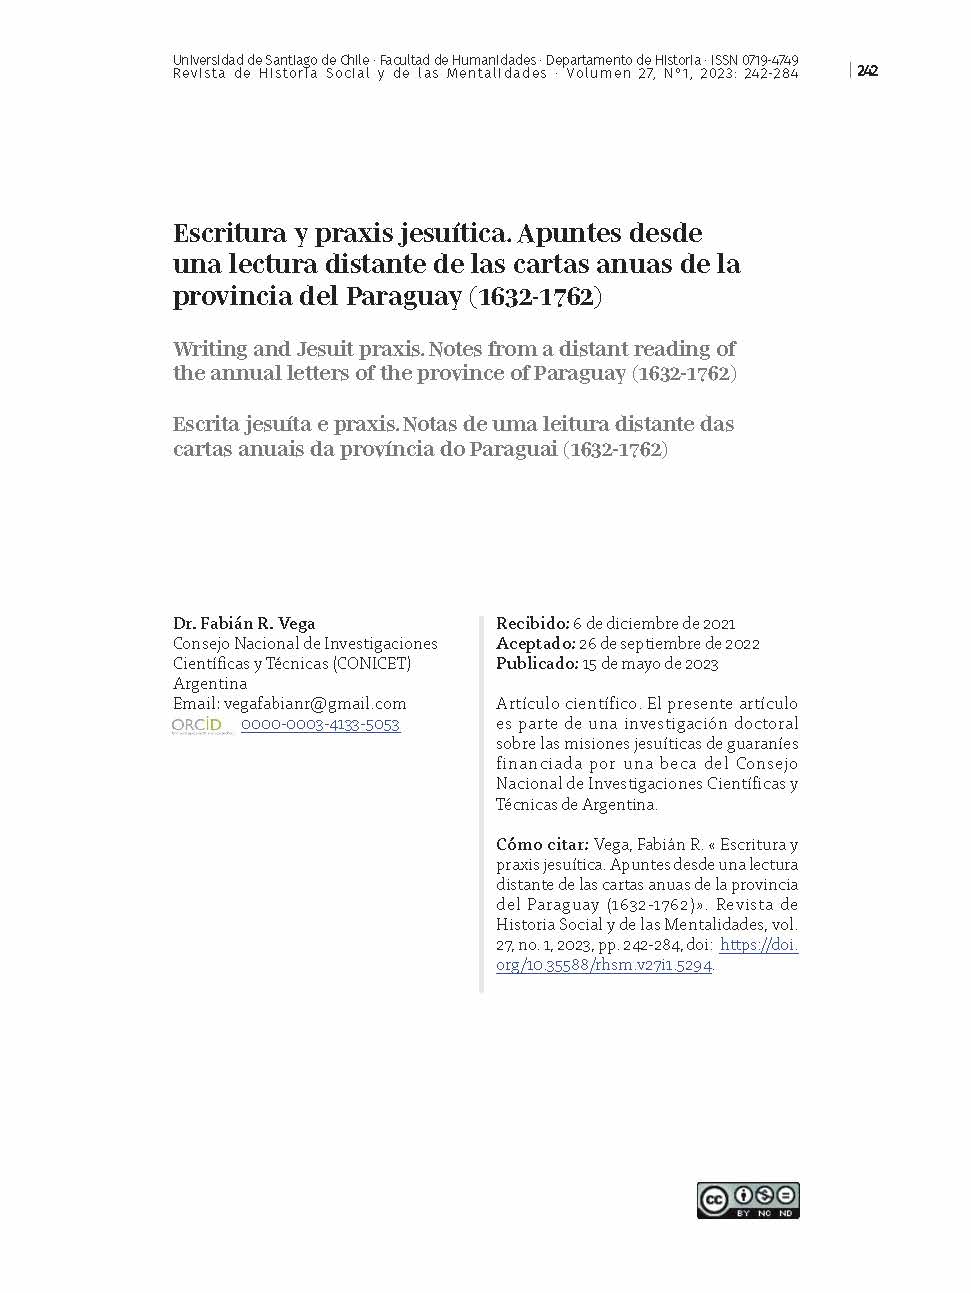 Universidad de Santiago de Chile · Facultad de Humanidades · Departamento de Historia · ISSN 0719-4749
Revista de Historia Social y de las Mentalidades · Volumen 27, Nº1, 2023: 242-284
242
Escritura y praxis jesuítica. Apuntes desde
una lectura distante de las cartas anuas de la
provincia del Paraguay (1632-1762)
Writing and Jesuit praxis. Notes from a distant reading of
the annual letters of the province of Paraguay (1632-1762)
Escrita jesuíta e praxis. Notas de uma leitura distante das
cartas anuais da província do Paraguai (1632-1762)
Dr. Fabián R. Vega
Consejo Nacional de Investigaciones
Científicas y Técnicas (CONICET)
Argentina
Email: vegafabianr@gmail.com
ORCID 0000-0003-4133-5053
Recibido: 6 de diciembre de 2021
Aceptado: 26 de septiembre de 2022
Publicado: 15 de mayo de 2023
Artículo científico. El presente artículo
es parte de una investigación doctoral
sobre las misiones jesuíticas de guaraníes
financiada por una beca del Consejo
Nacional de Investigaciones Científicas y
Técnicas de Argentina.
Cómo citar: Vega, Fabián R. « Escritura y
praxis jesuítica. Apuntes desde una lectura
distante de las cartas anuas de la provincia
del Paraguay (1632-1762)». Revista de
Historia Social y de las Mentalidades, vol.
27, no. 1, 2023, pp. 242-284, doi: https://doi.
org/10.35588/rhsm.v27i1.5294.
cc
BY NC ND